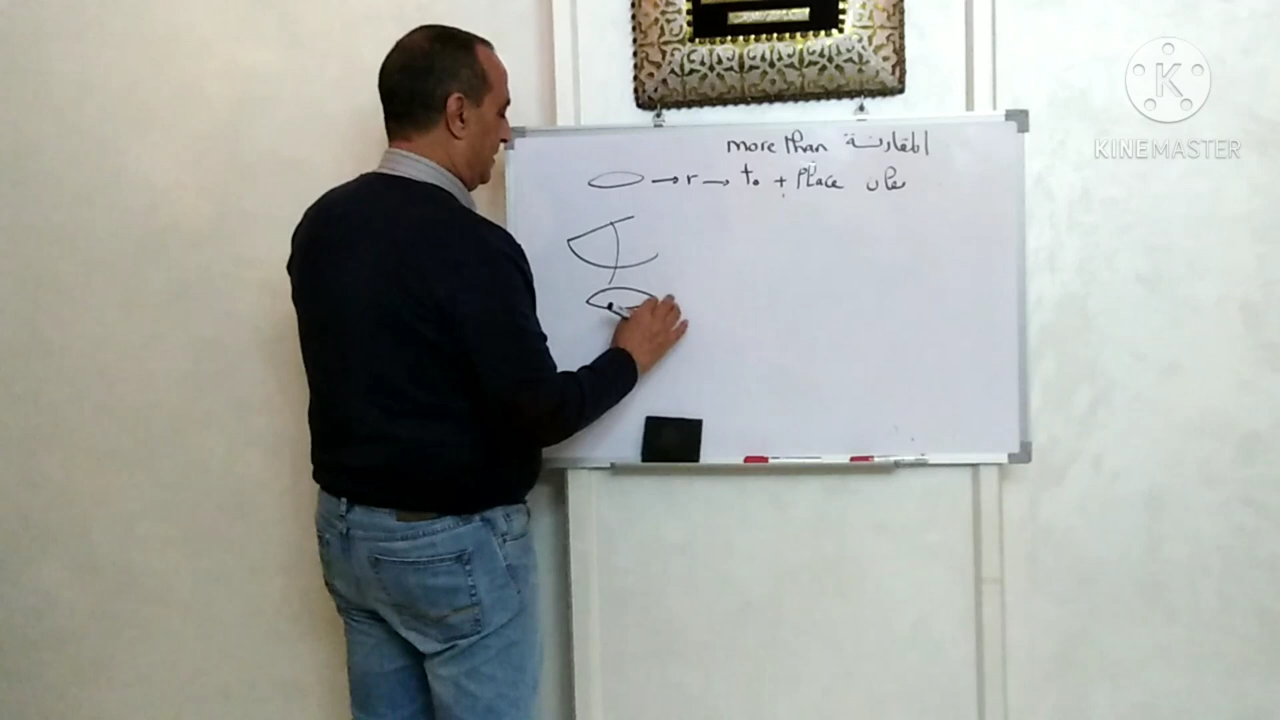 K
KINEMASTER
more than المقارنة
→ r → to + Place مكان